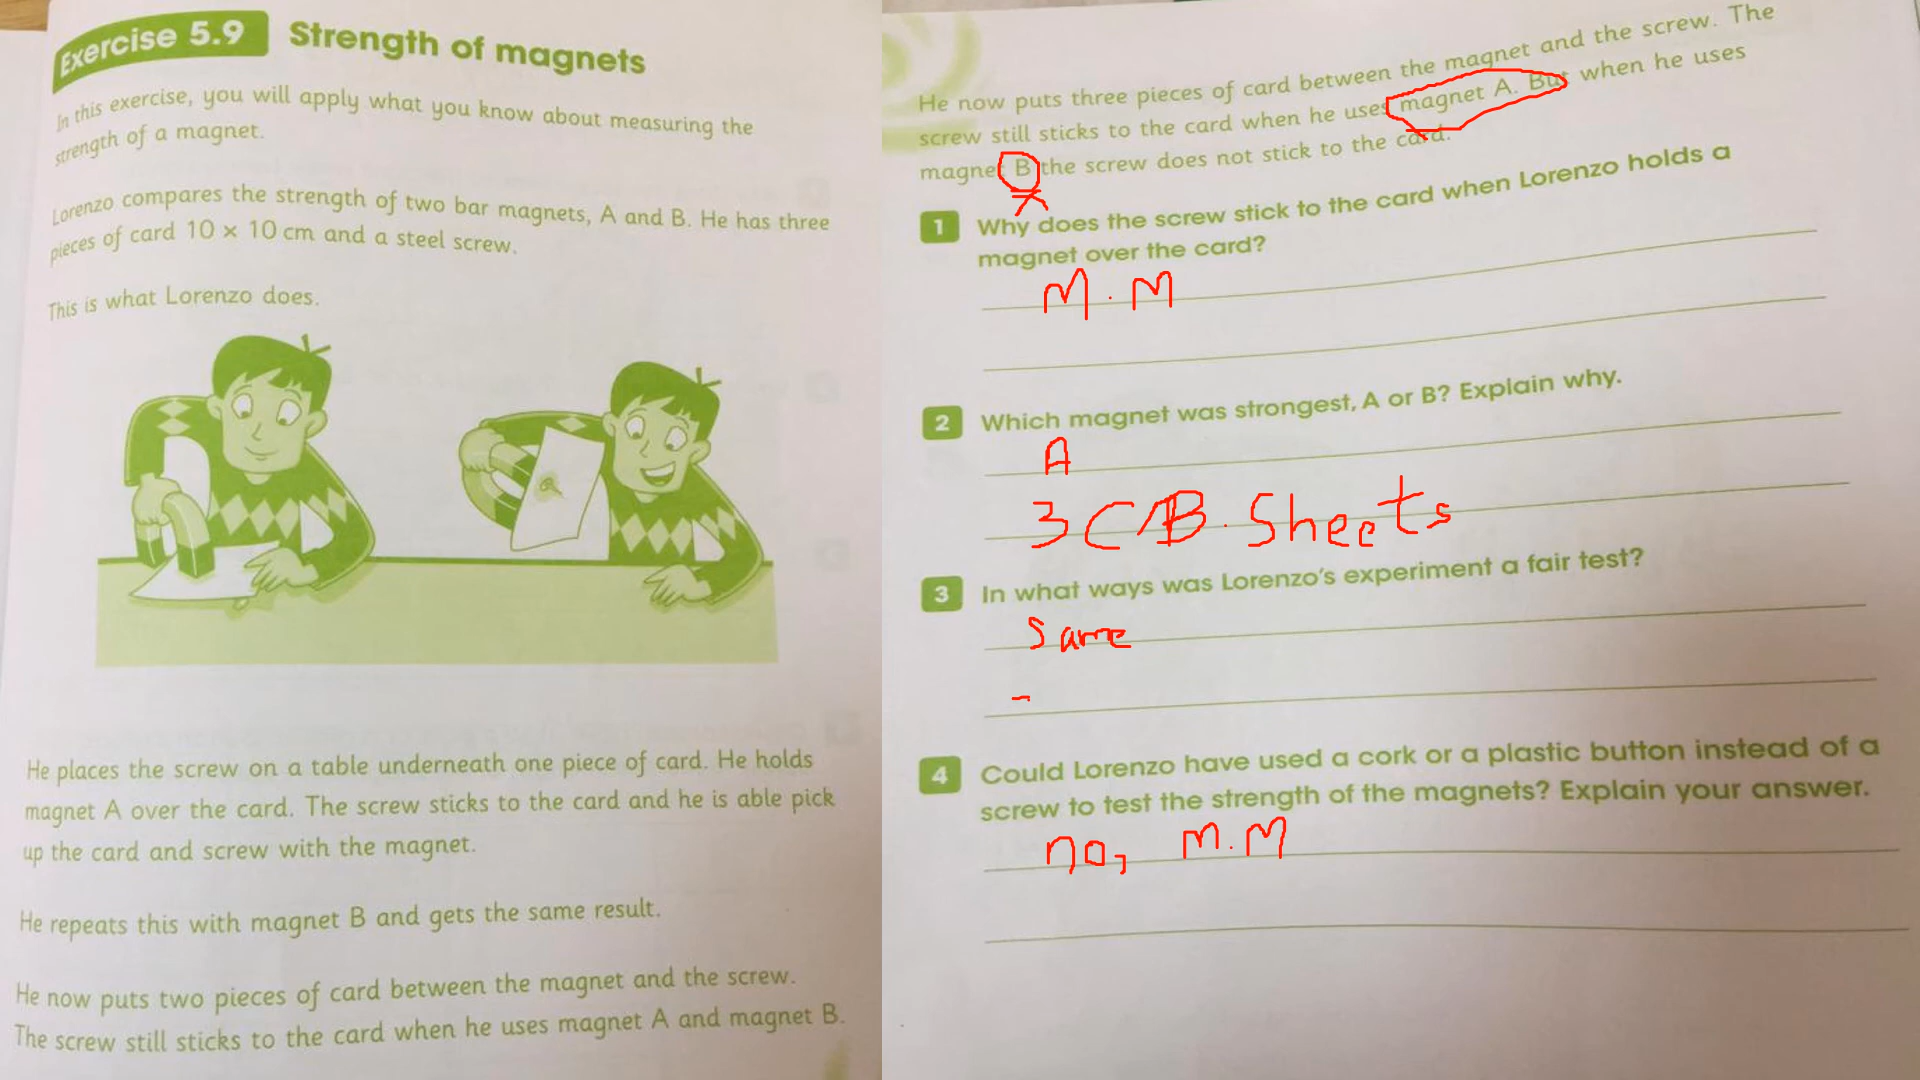 Exercise 5.9 Strength of magnets
In this exercise, you will apply what you know about measuring the
strength of a magnet.
Lorenzo compares the strength of two bar magnets, A and B. He has three
pieces of card 10 × 10 cm and a steel screw.
This is what Lorenzo does.
He places the screw on a table underneath one piece of card. He holds
magnet A over the card. The screw sticks to the card and he is able pick
up the card and screw with the magnet.
He repeats this with magnet B and gets the same result.
He now puts two pieces of card between the magnet and the screw.
The screw still sticks to the card when he uses magnet A and magnet B.
He now puts three pieces of card between the magnet and the screw. The
screw still sticks to the card when he uses magnet A. But when he uses
magnet B the screw does not stick to the card.
1 Why does the screw stick to the card when Lorenzo holds a
magnet over the card?
M.M
2 Which magnet was strongest, A or B? Explain why.
A
3 CB. Sheets
3 In what ways was Lorenzo's experiment a fair test?
Same
-
4 Could Lorenzo have used a cork or a plastic button instead of a
screw to test the strength of the magnets? Explain your answer.
no, M.M